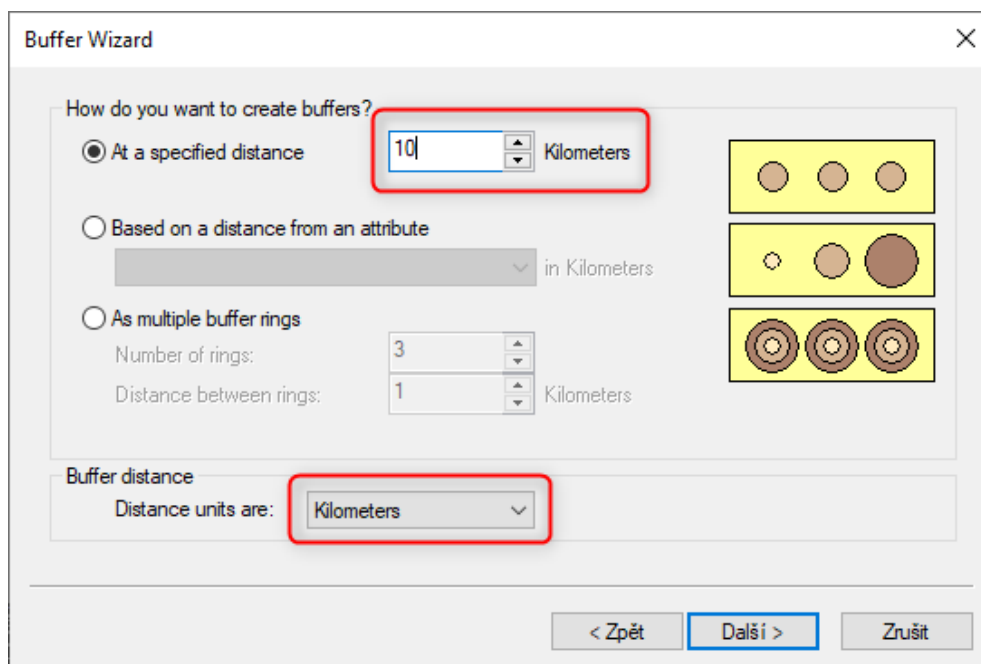 Buffer Wizard
How do you want to create buffers?
At a specified distance 10 Kilometers
Based on a distance from an attribute
in Kilometers
As multiple buffer rings
Number of rings: 3
Distance between rings: 1 Kilometers
Buffer distance
Distance units are: Kilometers
< Zpět Další > Zrušit